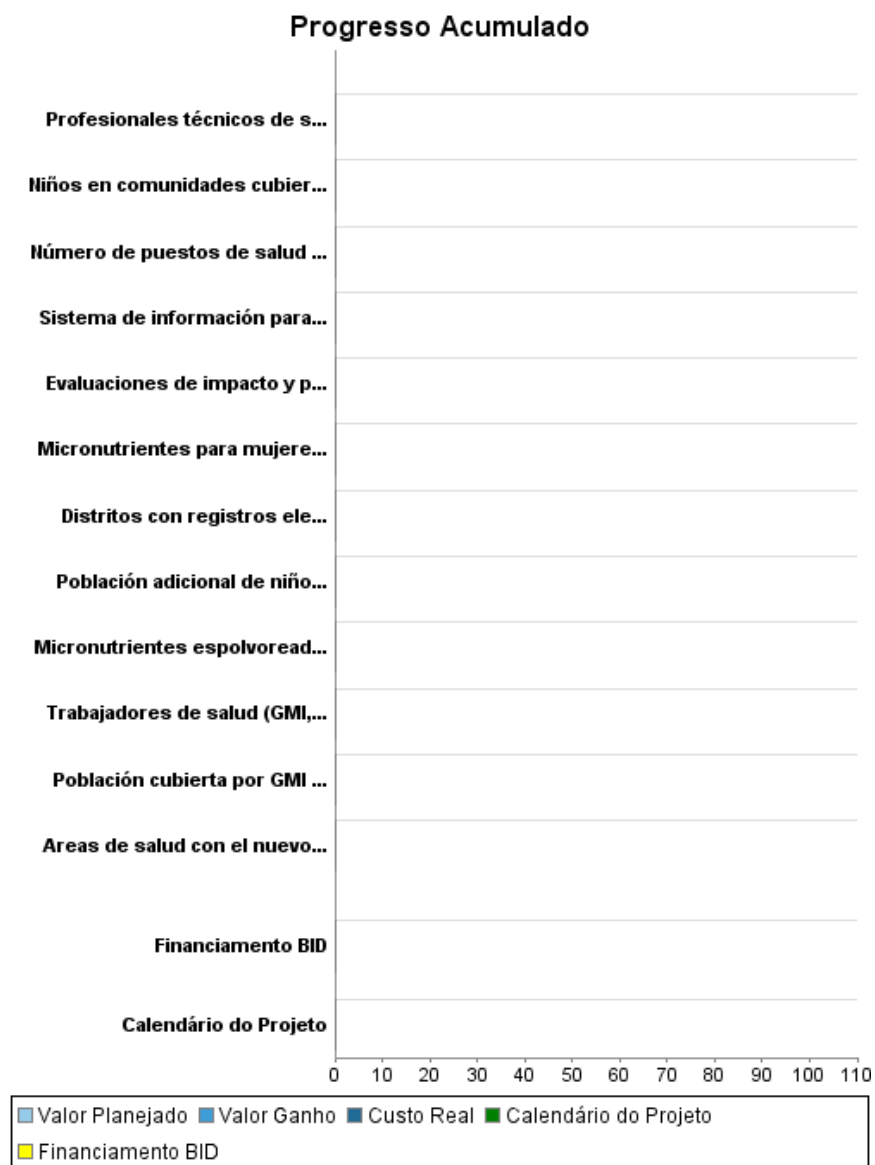 Progresso Acumulado
Profesionales técnicos de s...
Niños en comunidades cubier...
Número de puestos de salud ...
Sistema de información para...
Evaluaciones de impacto y p...
Micronutrientes para mujere...
Distritos con registros ele...
Población adicional de niño...
Micronutrientes espolvoread...
Trabajadores de salud (GMI,...
Población cubierta por GMI ...
Areas de salud con el nuevo...
Financiamento BID
Calendário do Projeto
0 10 20 30 40 50 60 70 80 90 100 110
Valor Planejado Valor Ganho Custo Real Calendário do Projeto
Financiamento BID